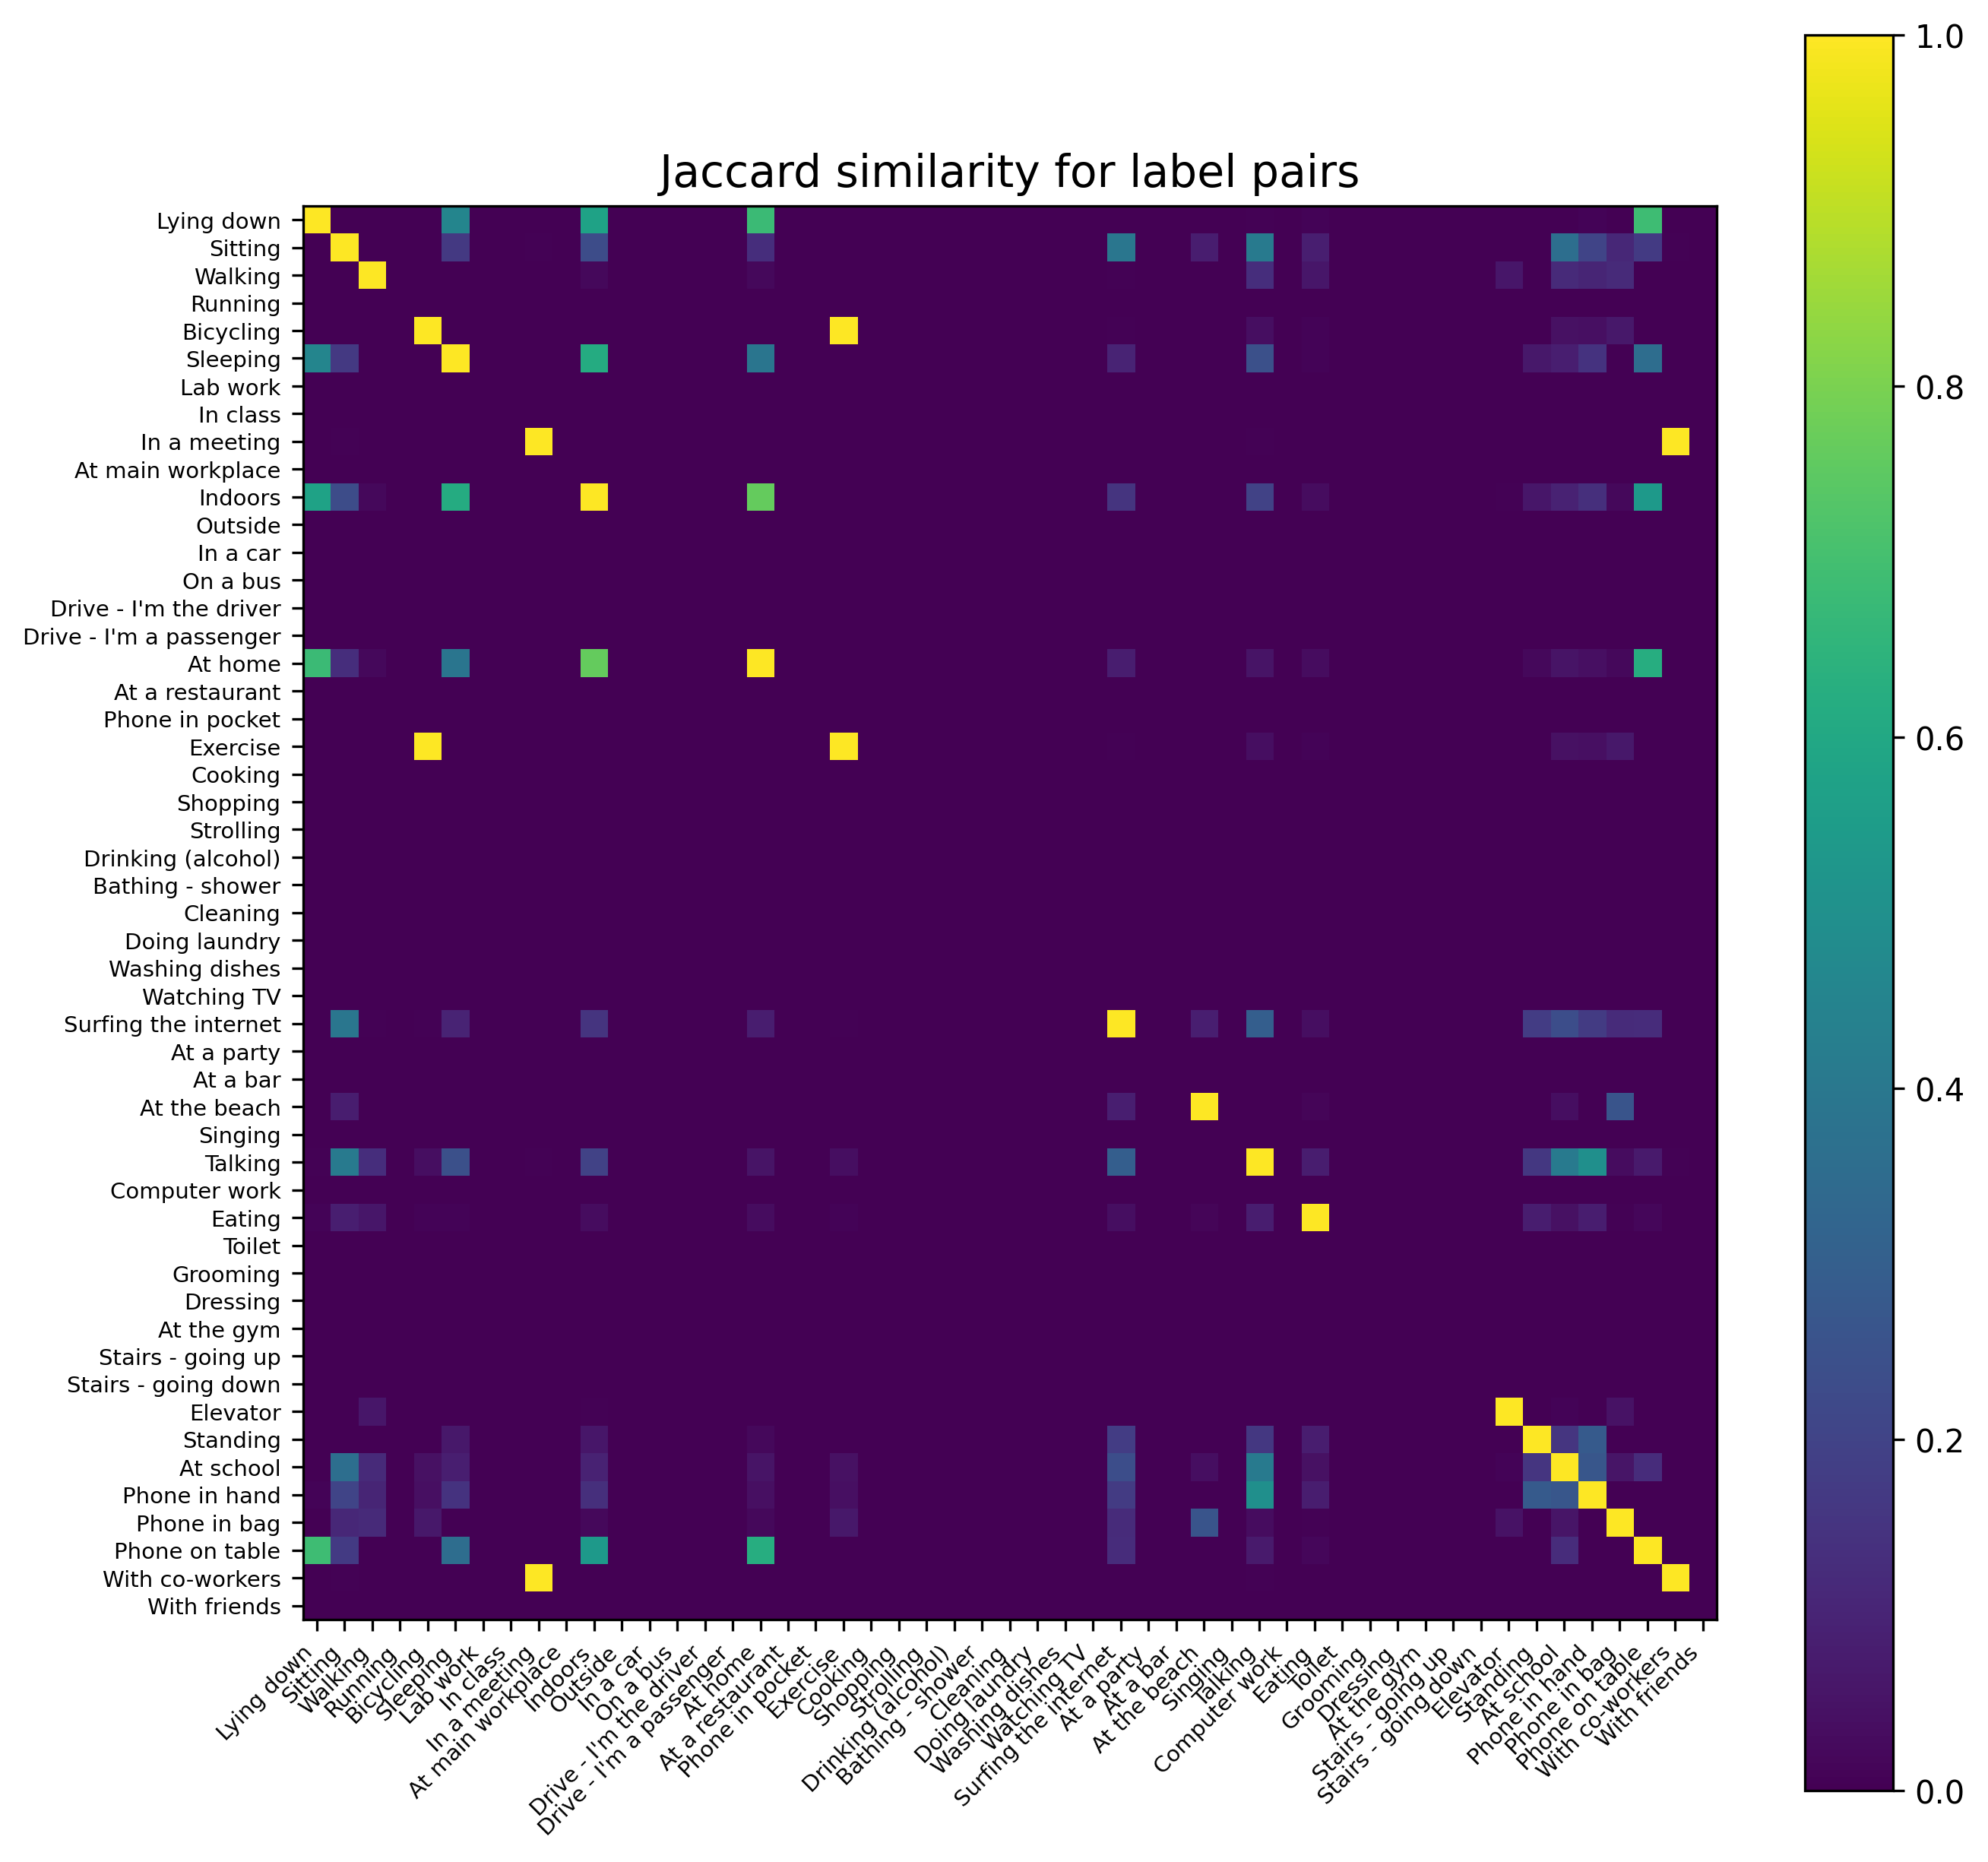 Jaccard similarity for label pairs
Lying down
Sitting
Walking
Running
Bicycling
Sleeping
Lab work
In class
In a meeting
At main workplace
Indoors
Outside
In a car
On a bus
Drive - I'm the driver
Drive - I'm a passenger
At home
At a restaurant
Phone in pocket
Exercise
Cooking
Shopping
Strolling
Drinking (alcohol)
Bathing - shower
Cleaning
Doing laundry
Washing dishes
Watching TV
Surfing the internet
At a party
At a bar
At the beach
Singing
Talking
Computer work
Eating
Toilet
Grooming
Dressing
At the gym
Stairs - going up
Stairs - going down
Elevator
Standing
At school
Phone in hand
Phone in bag
Phone on table
With co-workers
With friends
Lying down
Sitting
Walking
Running
Bicycling
Sleeping
Lab work
In class
In a meeting
At main workplace
Indoors
Outside
In a car
On a bus
Drive - I'm the driver
Drive - I'm a passenger
At home
At a restaurant
Phone in pocket
Exercise
Cooking
Shopping
Strolling
Drinking (alcohol)
Bathing - shower
Cleaning
Doing laundry
Washing dishes
Watching TV
Surfing the internet
At a party
At a bar
At the beach
Singing
Talking
Computer work
Eating
Toilet
Grooming
Dressing
At the gym
Stairs - going up
Stairs - going down
Elevator
Standing
At school
Phone in hand
Phone in bag
Phone on table
With co-workers
With friends
1.0
0.8
0.6
0.4
0.2
0.0